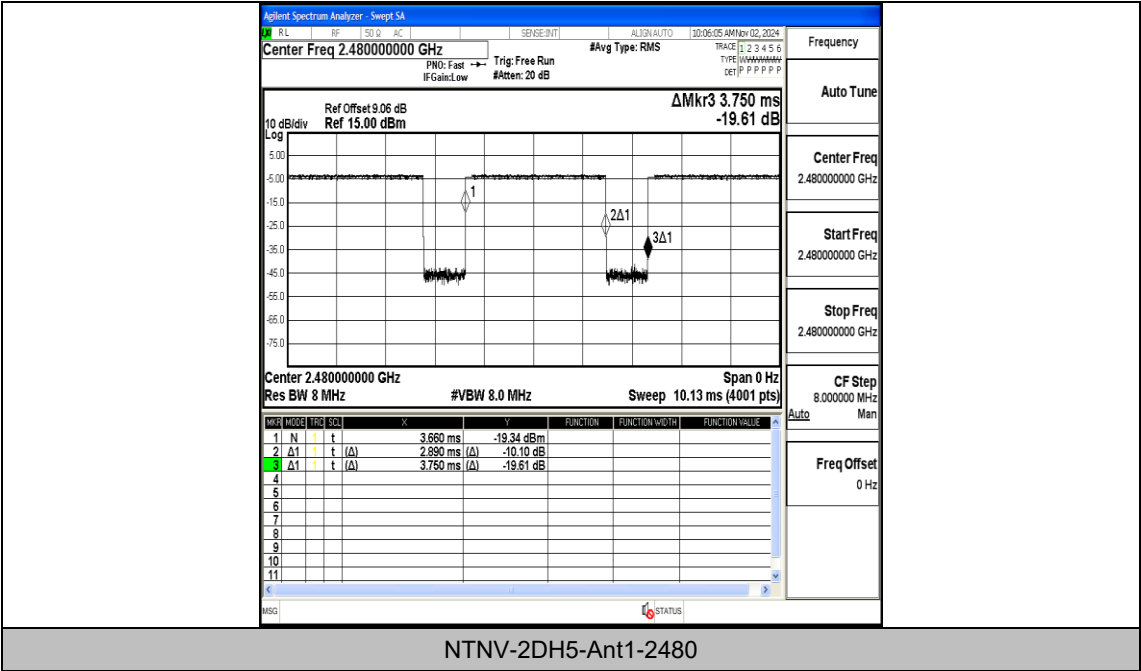 Agilent Spectrum Analyzer - Swept SA
RL RF 50 Ω AC SENSE:INT ALIGN AUTO 10:06:05 AM Nov 02, 2024
Center Freq 2.480000000 GHz #Avg Type: RMS TRACE 1 2 3 4 5 6
PNO: Fast Trig: Free Run TYPE
IFGain:Low #Atten: 20 dB DET P P P P P P
ΔMkr3 3.750 ms
-19.61 dB
Ref Offset 9.06 dB
10 dB/div Ref 15.00 dBm
Log
5.00
-5.00
-15.0
-25.0
-35.0
-45.0
-55.0
-65.0
-75.0
1
2Δ1
3Δ1
Center 2.480000000 GHz Span 0 Hz
Res BW 8 MHz #VBW 8.0 MHz Sweep 10.13 ms (4001 pts)
MKR MODE TRC SCL X Y FUNCTION FUNCTION WIDTH FUNCTION VALUE
1 N 1 t 3.660 ms -19.34 dBm
2 Δ1 1 t (Δ) 2.890 ms (Δ) -10.10 dB
3 Δ1 1 t (Δ) 3.750 ms (Δ) -19.61 dB
4
5
6
7
8
9
10
11
MSG STATUS
Frequency
Auto Tune
Center Freq
2.480000000 GHz
Start Freq
2.480000000 GHz
Stop Freq
2.480000000 GHz
CF Step
8.000000 MHz
Auto Man
Freq Offset
0 Hz
NTNV-2DH5-Ant1-2480